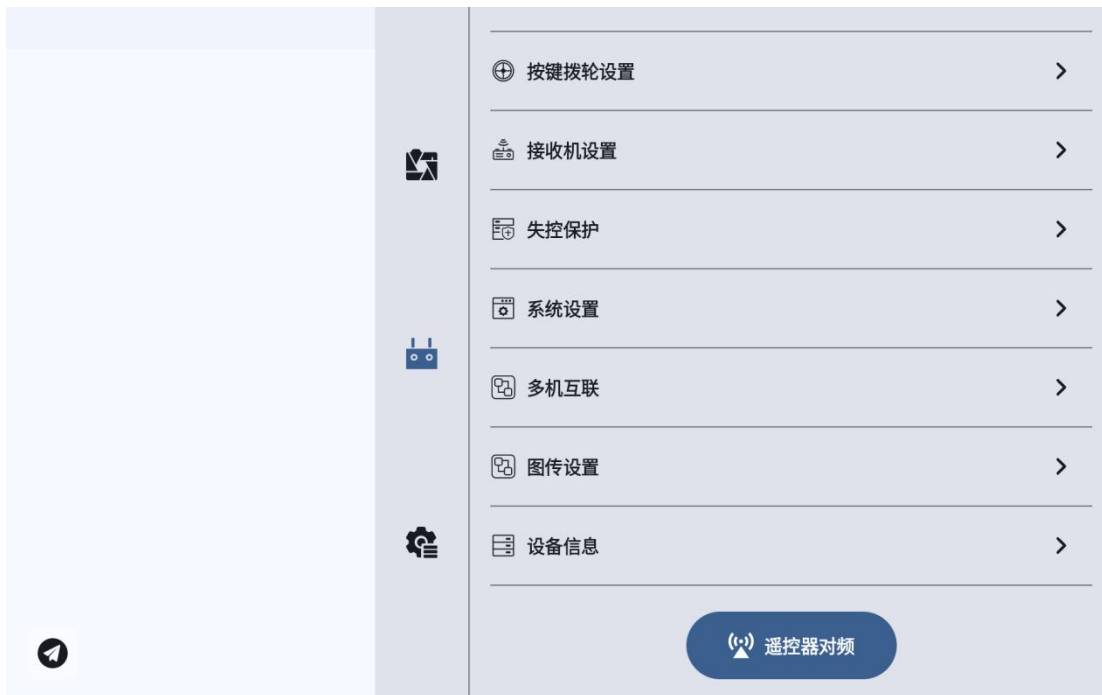 按键拨轮设置
接收机设置
失控保护
系统设置
多机互联
图传设置
设备信息
遥控器对频